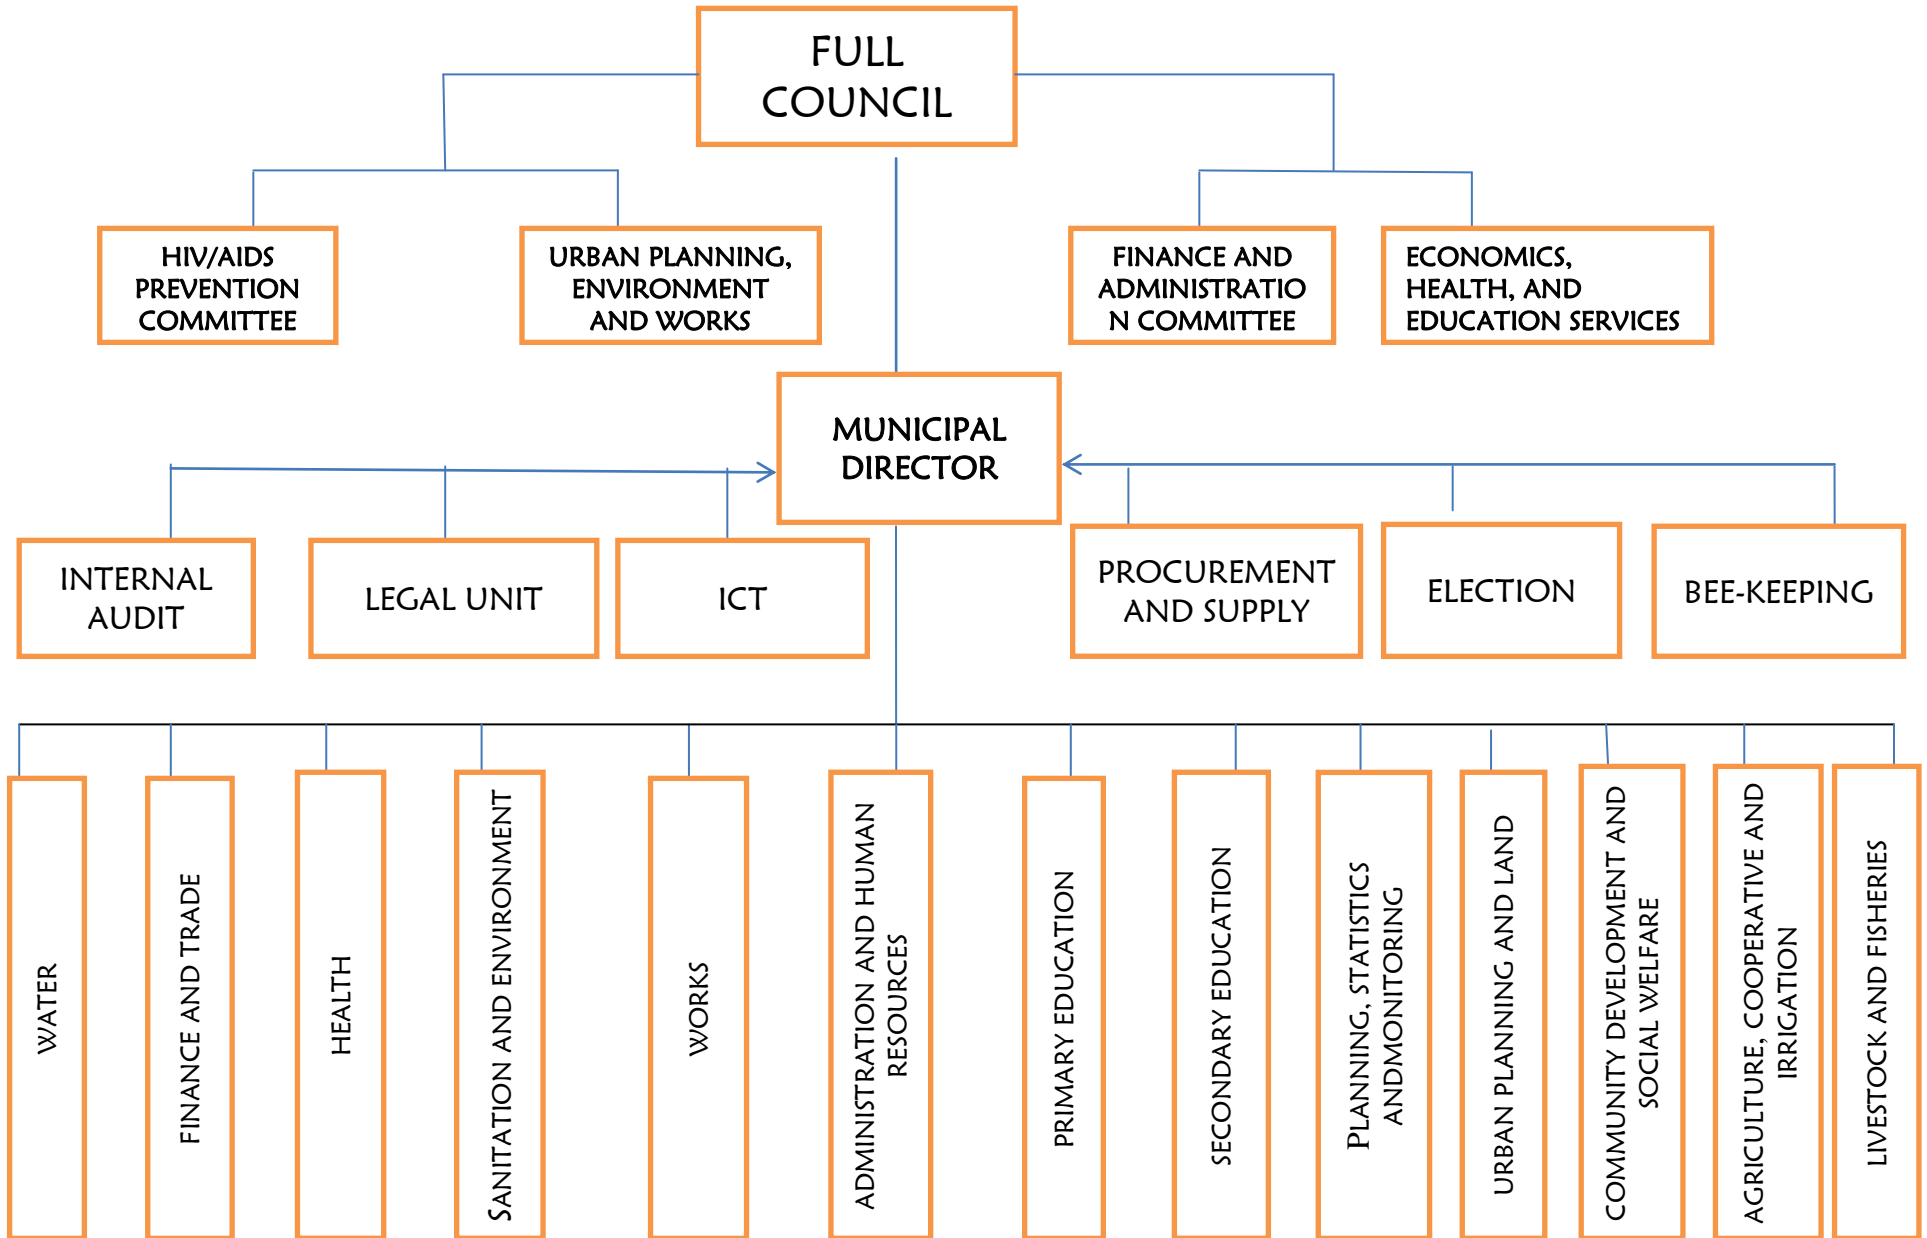 FULL
COUNCIL
HIV/AIDS
PREVENTION
COMMITTEE
URBAN PLANNING,
ENVIRONMENT
AND WORKS
FINANCE AND
ADMINISTRATIO
N COMMITTEE
ECONOMICS,
HEALTH, AND
EDUCATION SERVICES
MUNICIPAL
DIRECTOR
INTERNAL
AUDIT
LEGAL UNIT
ICT
PROCUREMENT
AND SUPPLY
ELECTION
BEE-KEEPING
WATER
FINANCE AND TRADE
HEALTH
SANITATION AND ENVIRONMENT
WORKS
ADMINISTRATION AND HUMAN
RESOURCES
PRIMARY EDUCATION
SECONDARY EDUCATION
PLANNING, STATISTICS
ANDMONITORING
URBAN PLANNING AND LAND
COMMUNITY DEVELOPMENT AND
SOCIAL WELFARE
AGRICULTURE, COOPERATIVE AND
IRRIGATION
LIVESTOCK AND FISHERIES